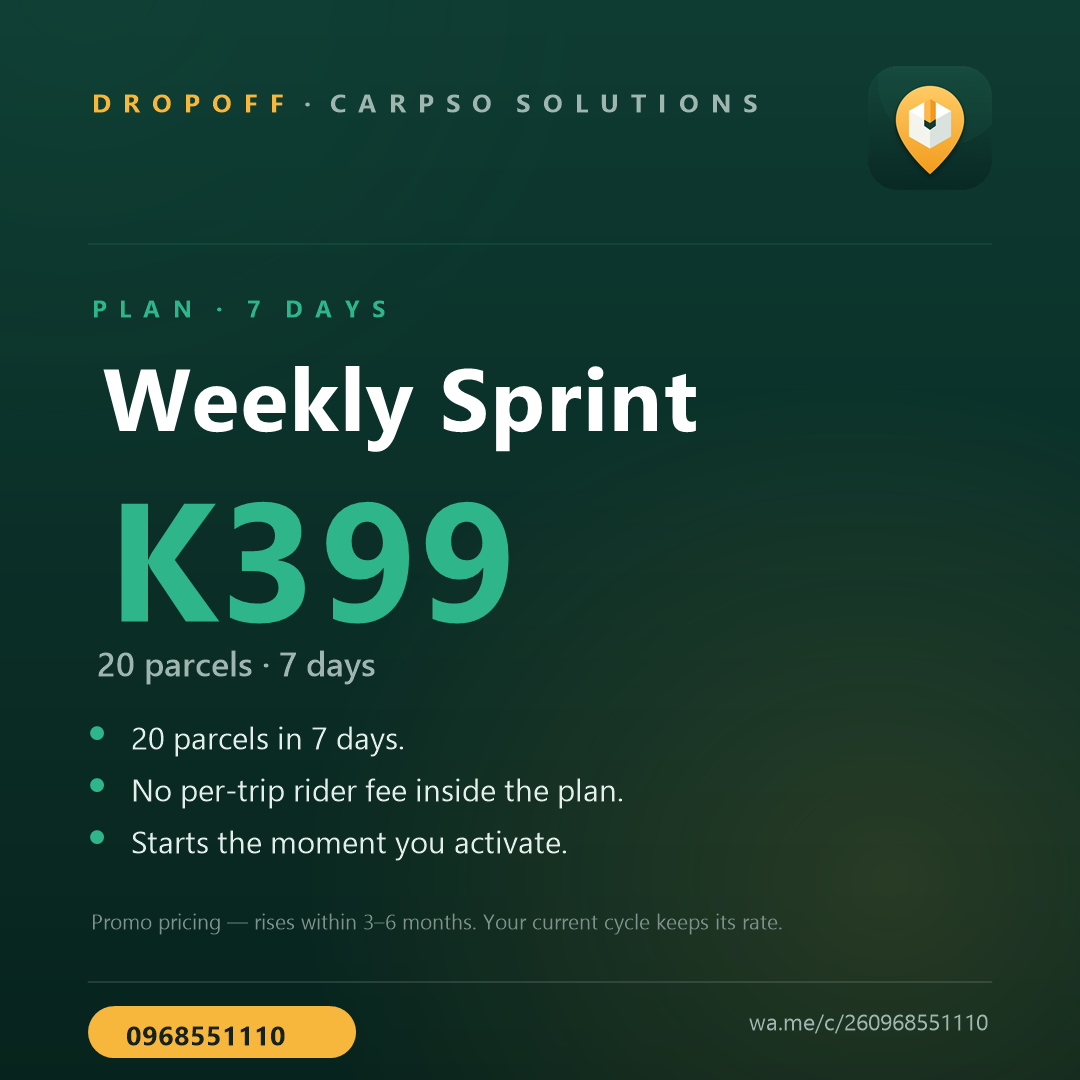 DROPOFF · CARPSO SOLUTIONS
PLAN · 7 DAYS
Weekly Sprint
K399
20 parcels · 7 days
20 parcels in 7 days.
No per-trip rider fee inside the plan.
Starts the moment you activate.
Promo pricing — rises within 3–6 months. Your current cycle keeps its rate.
0968551110
wa.me/c/260968551110